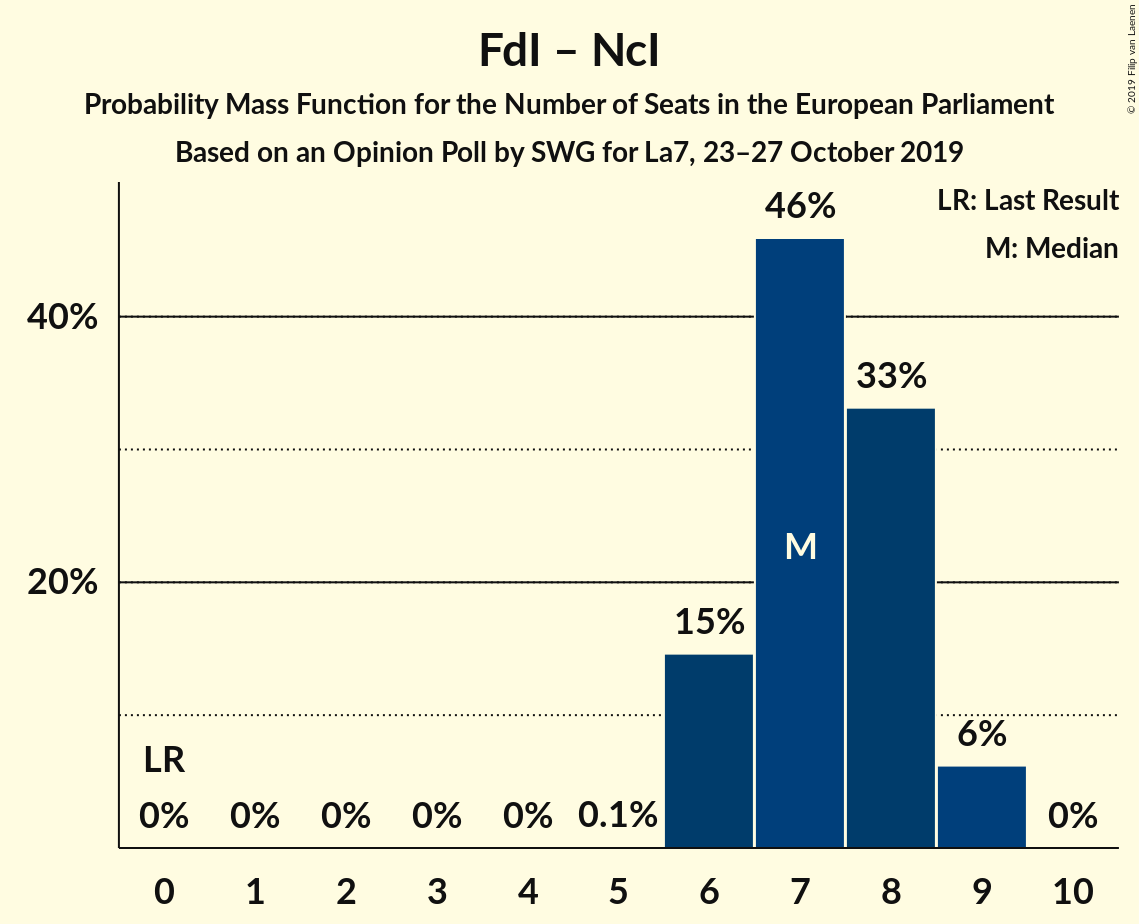 FdI – NcI
Probability Mass Function for the Number of Seats in the European Parliament
Based on an Opinion Poll by SWG for La7, 23–27 October 2019
© 2019 Filip van Laenen
LR: Last Result
M: Median
40%
20%
LR
0%
0%
0%
0%
0%
0.1%
15%
46%
M
33%
6%
0%
0 1 2 3 4 5 6 7 8 9 10